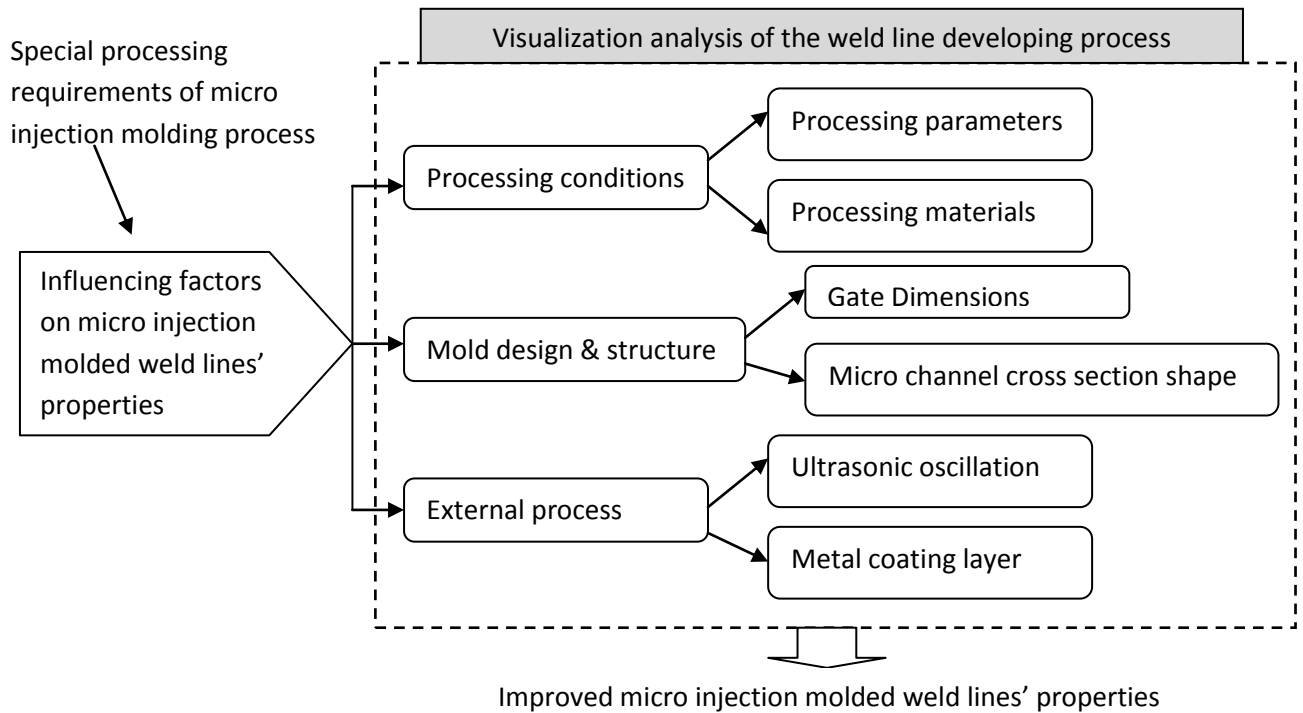 Visualization analysis of the weld line developing process
Special processing
requirements of micro
injection molding process
Influencing factors
on micro injection
molded weld lines’
properties
Processing conditions
Processing parameters
Processing materials
Mold design & structure
Gate Dimensions
Micro channel cross section shape
External process
Ultrasonic oscillation
Metal coating layer
Improved micro injection molded weld lines’ properties